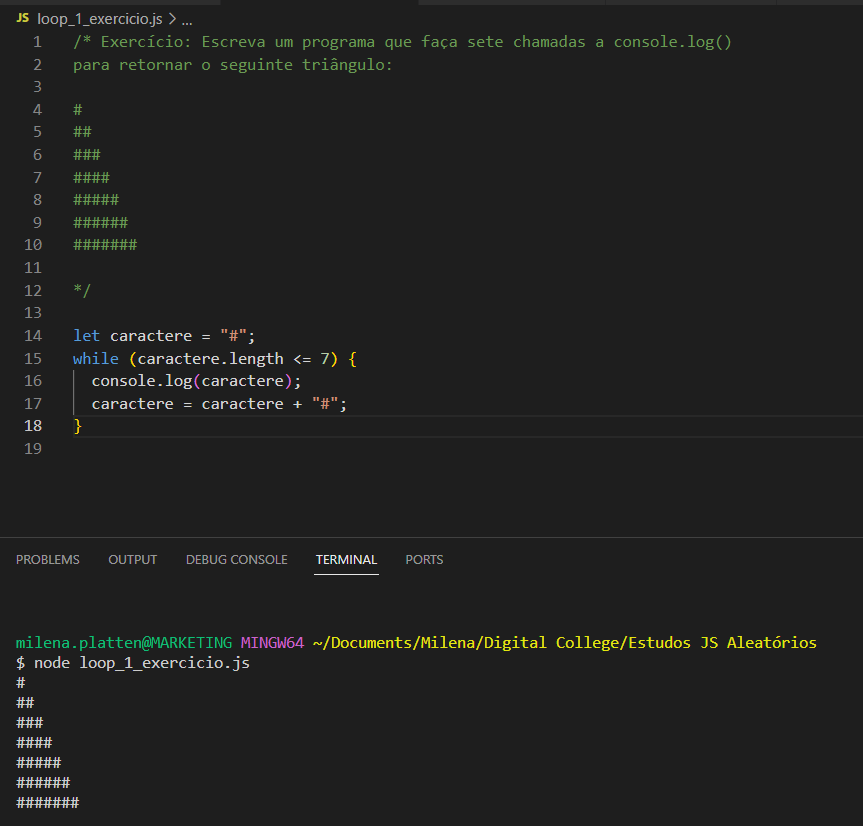 JS loop_1_exercicio.js > ...
1 /* Exercício: Escreva um programa que faça sete chamadas a console.log()
2 para retornar o seguinte triângulo:
3
4 #
5 ##
6 ###
7 ####
8 #####
9 ######
10 #######
11
12 */
13
14 let caractere = "#";
15 while (caractere.length <= 7) {
16 console.log(caractere);
17 caractere = caractere + "#";
18 }
19
PROBLEMS OUTPUT DEBUG CONSOLE TERMINAL PORTS
milena.platten@MARKETING MINGW64 ~/Documents/Milena/Digital College/Estudos JS Aleatórios
$ node loop_1_exercicio.js
#
##
###
####
#####
######
#######